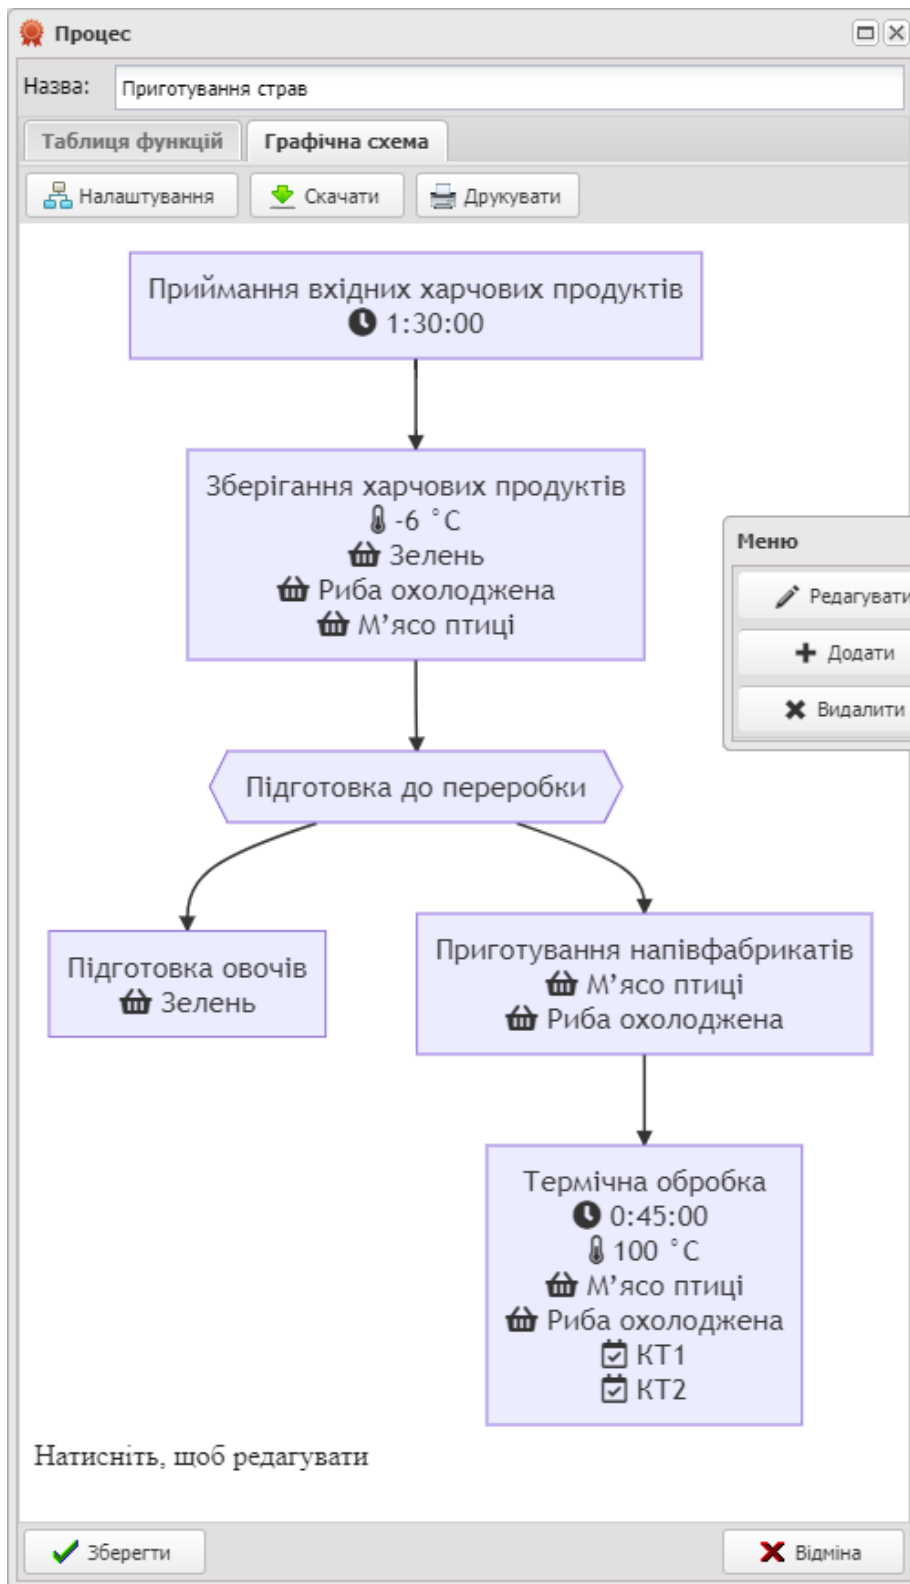 Процес
Назва: Приготування страв
Таблиця функцій Графічна схема
Налаштування Скачати Друкувати
Приймання вхідних харчових продуктів
1:30:00
Зберігання харчових продуктів
-6 °C
Зелень
Риба охолоджена
М’ясо птиці
Меню
Редагувати
Додати
Видалити
Підготовка до переробки
Підготовка овочів
Зелень
Приготування напівфабрикатів
М’ясо птиці
Риба охолоджена
Термічна обробка
0:45:00
100 °C
М’ясо птиці
Риба охолоджена
КТ1
КТ2
Натисніть, щоб редагувати
Зберегти Відміна